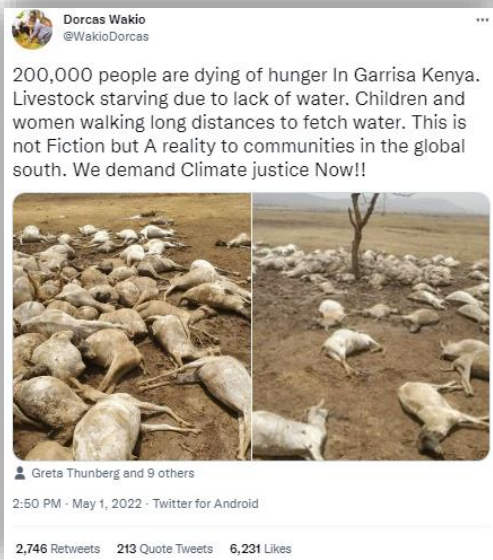 Dorcas Wakio
@WakioDorcas
200,000 people are dying of hunger In Garrisa Kenya.
Livestock starving due to lack of water. Children and
women walking long distances to fetch water. This is
not Fiction but A reality to communities in the global
south. We demand Climate justice Now!!
Greta Thunberg and 9 others
2:50 PM · May 1, 2022 · Twitter for Android
2,746 Retweets 213 Quote Tweets 6,231 Likes